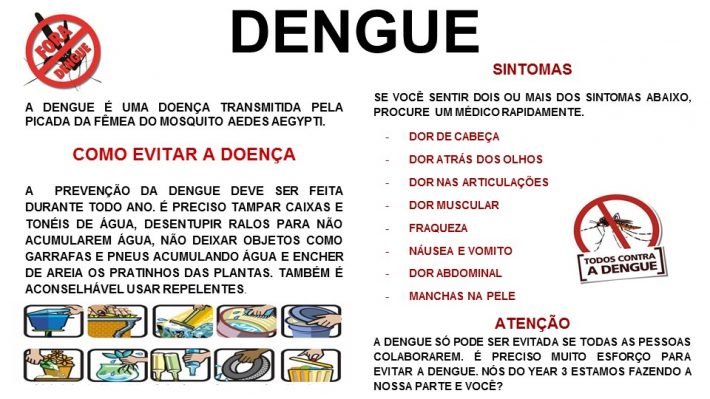 DENGUE
FORA
DENGUE
A DENGUE É UMA DOENÇA TRANSMITIDA PELA
PICADA DA FÊMEA DO MOSQUITO AEDES AEGYPTI.
COMO EVITAR A DOENÇA
A PREVENÇÃO DA DENGUE DEVE SER FEITA
DURANTE TODO ANO. É PRECISO TAMPAR CAIXAS E
TONÉIS DE ÁGUA, DESENTUPIR RALOS PARA NÃO
ACUMULAREM ÁGUA, NÃO DEIXAR OBJETOS COMO
GARRAFAS E PNEUS ACUMULANDO ÁGUA E ENCHER
DE AREIA OS PRATINHOS DAS PLANTAS. TAMBÉM É
ACONSELHÁVEL USAR REPELENTES.
SINTOMAS
SE VOCÊ SENTIR DOIS OU MAIS DOS SINTOMAS ABAIXO,
PROCURE UM MÉDICO RAPIDAMENTE.
- DOR DE CABEÇA
- DOR ATRÁS DOS OLHOS
- DOR NAS ARTICULAÇÕES
- DOR MUSCULAR
- FRAQUEZA
- NÁUSEA E VOMITO
- DOR ABDOMINAL
- MANCHAS NA PELE
TODOS CONTRA
A DENGUE
ATENÇÃO
A DENGUE SÓ PODE SER EVITADA SE TODAS AS PESSOAS
COLABORAREM. É PRECISO MUITO ESFORÇO PARA
EVITAR A DENGUE. NÓS DO YEAR 3 ESTAMOS FAZENDO A
NOSSA PARTE E VOCÊ?